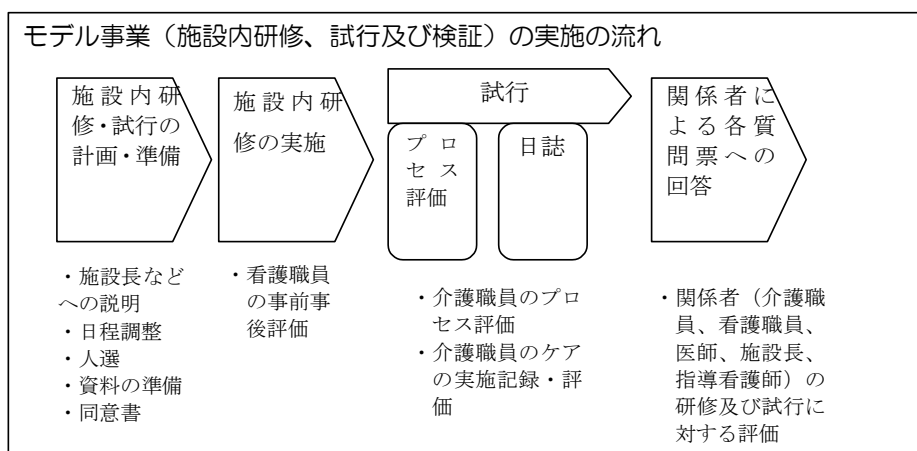 モデル事業（施設内研修、試行及び検証）の実施の流れ
施設内研
修・試行の
計画・準備
施設内研
修の実施
試行
プロ
セス
評価
日誌
関係者に
よる各質
問票への
回答
・施設長など
への説明
・日程調整
・人選
・資料の準備
・同意書
・看護職員
の事前事
後評価
・介護職員のプロ
セス評価
・介護職員のケア
の実施記録・評
価
・関係者（介護職
員、看護職員、
医師、施設長、
指導看護師）の
研修及び試行に
対する評価